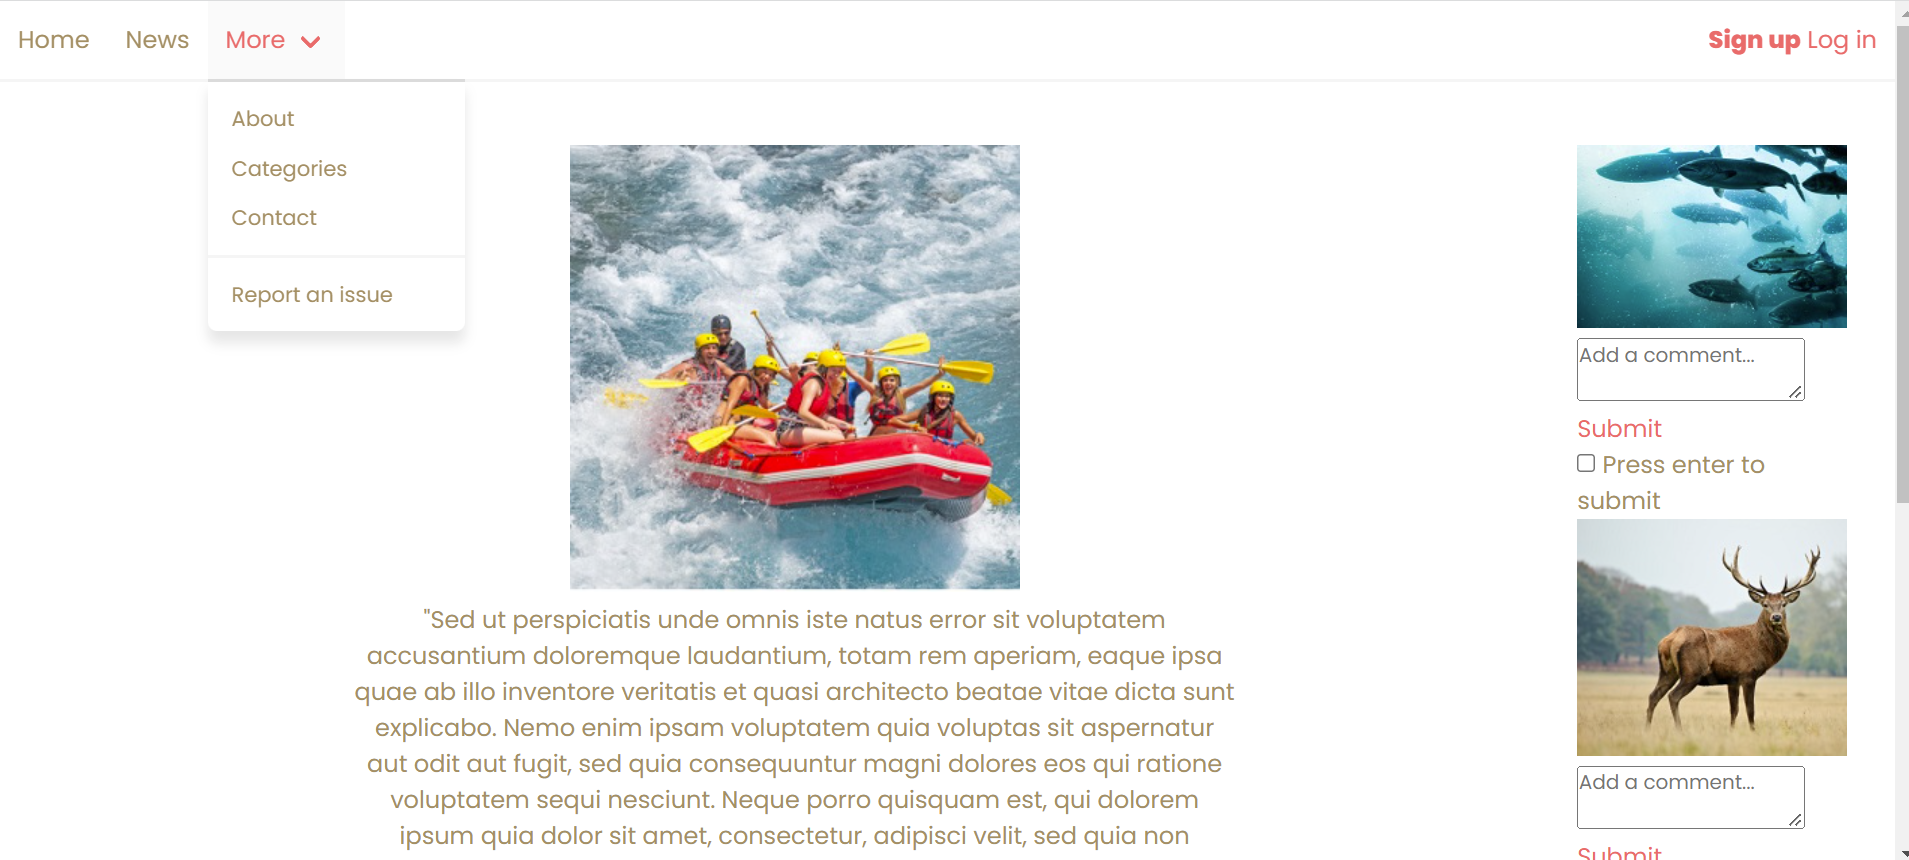 Home News More Sign up Log in
About
Categories
Contact
Report an issue
"Sed ut perspiciatis unde omnis iste natus error sit voluptatem
accusantium doloremque laudantium, totam rem aperiam, eaque ipsa
quae ab illo inventore veritatis et quasi architecto beatae vitae dicta sunt
explicabo. Nemo enim ipsam voluptatem quia voluptas sit aspernatur
aut odit aut fugit, sed quia consequuntur magni dolores eos qui ratione
voluptatem sequi nesciunt. Neque porro quisquam est, qui dolorem
ipsum quia dolor sit amet, consectetur, adipisci velit, sed quia non
Add a comment...
Submit
Press enter to
submit
Add a comment...
Submit